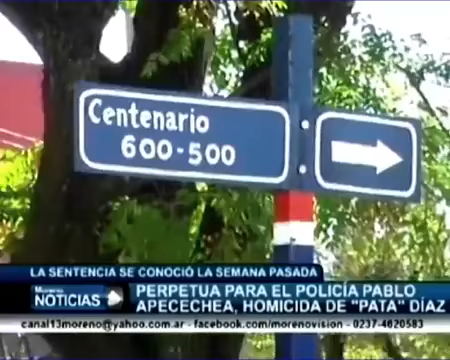 Centenario
600-500
LA SENTENCIA SE CONOCIÓ LA SEMANA PASADA
Moreno
NOTICIAS
PERPETUA PARA EL POLICÍA PABLO
APECECHEA, HOMICIDA DE "PATA" DÍAZ
canal13moreno@yahoo.com.ar - facebook.com/morenovision - 0237-4620583